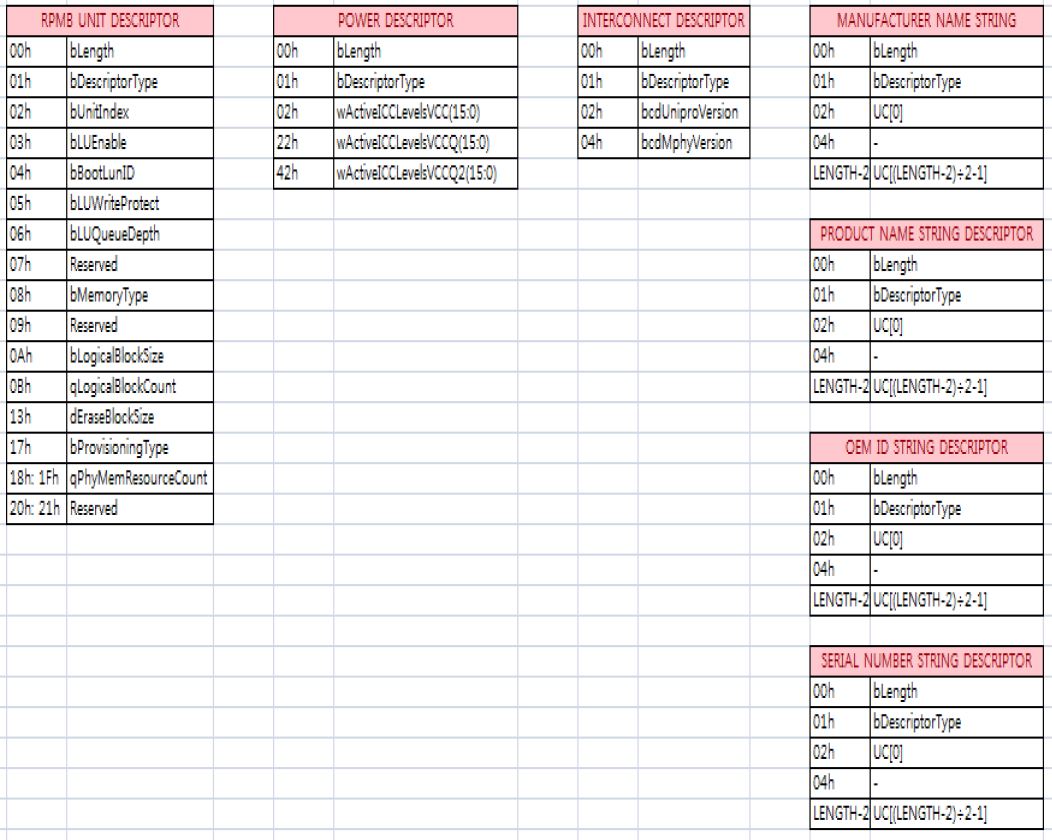 RPMB UNIT DESCRIPTOR
00h bLength
01h bDescriptorType
02h bUnitIndex
03h bLUEnable
04h bBootLunID
05h bLUWriteProtect
06h bLUQueueDepth
07h Reserved
08h bMemoryType
09h Reserved
0Ah bLogicalBlockSize
0Bh qLogicalBlockCount
13h dEraseBlockSize
17h bProvisioningType
18h: 1Fh qPhyMemResourceCount
20h: 21h Reserved
POWER DESCRIPTOR
00h bLength
01h bDescriptorType
02h wActiveICCLevelsVCC(15:0)
22h wActiveICCLevelsVCCQ(15:0)
42h wActiveICCLevelsVCCQ2(15:0)
INTERCONNECT DESCRIPTOR
00h bLength
01h bDescriptorType
02h bcdUniproVersion
04h bcdMphyVersion
MANUFACTURER NAME STRING
00h bLength
01h bDescriptorType
02h UC[0]
04h -
LENGTH-2 UC[(LENGTH-2)÷2-1]
PRODUCT NAME STRING DESCRIPTOR
00h bLength
01h bDescriptorType
02h UC[0]
04h -
LENGTH-2 UC[(LENGTH-2)÷2-1]
OEM ID STRING DESCRIPTOR
00h bLength
01h bDescriptorType
02h UC[0]
04h -
LENGTH-2 UC[(LENGTH-2)÷2-1]
SERIAL NUMBER STRING DESCRIPTOR
00h bLength
01h bDescriptorType
02h UC[0]
04h -
LENGTH-2 UC[(LENGTH-2)÷2-1]